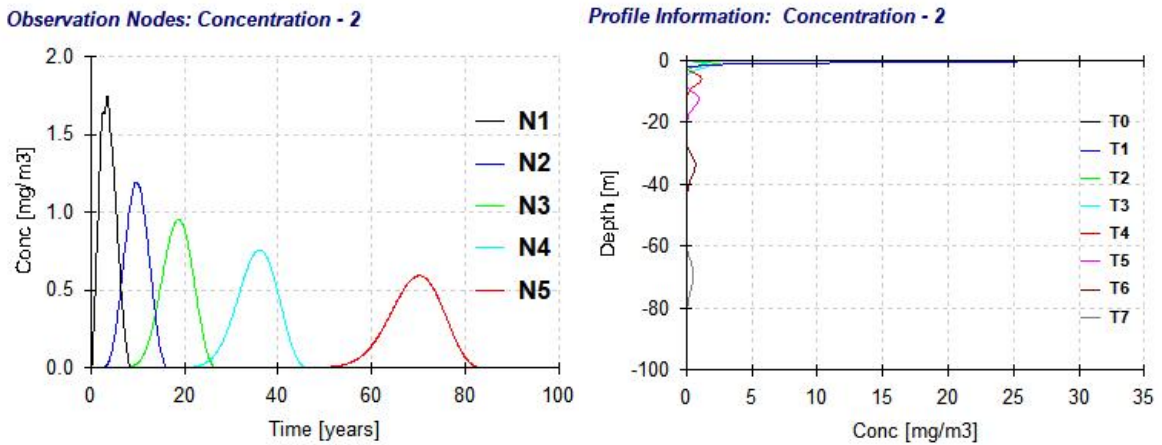 Observation Nodes: Concentration - 2
2.0
1.5
1.0
0.5
0.0
Conc [mg/m3]
0 20 40 60 80 100
Time [years]
N1
N2
N3
N4
N5
Profile Information: Concentration - 2
0
-20
-40
-60
-80
-100
Depth [m]
0 5 10 15 20 25 30 35
Conc [mg/m3]
T0
T1
T2
T3
T4
T5
T6
T7